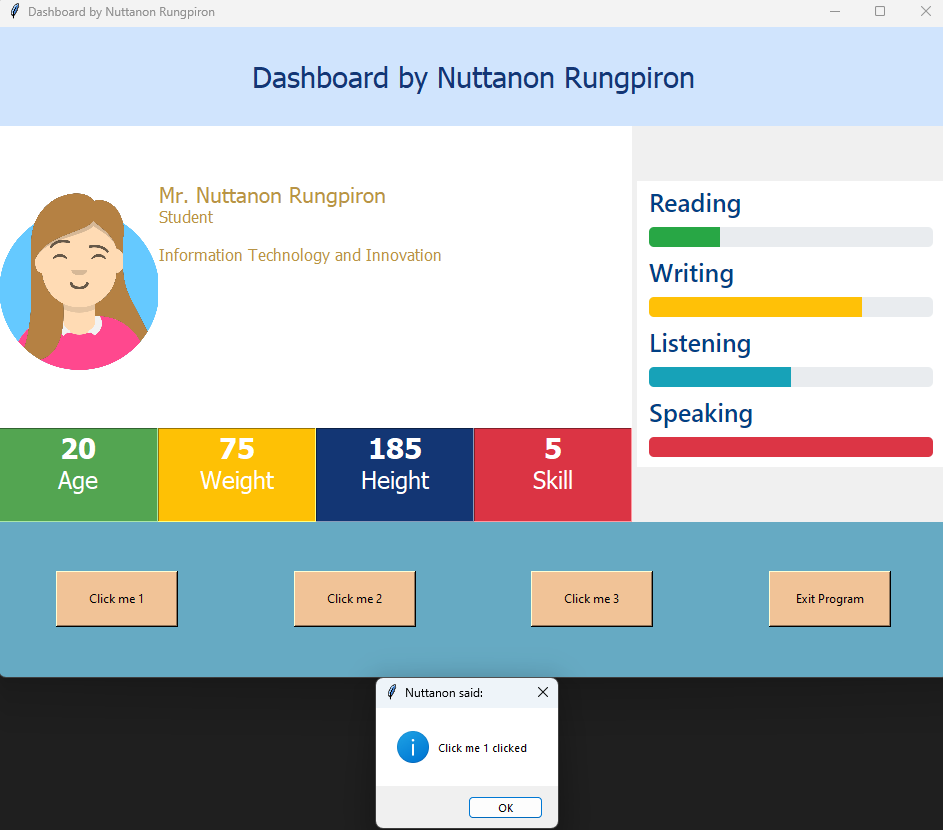 Dashboard by Nuttanon Rungpiron
Dashboard by Nuttanon Rungpiron
Mr. Nuttanon Rungpiron
Student
Information Technology and Innovation
Reading
Writing
Listening
Speaking
20
Age
75
Weight
185
Height
5
Skill
Click me 1
Click me 2
Click me 3
Exit Program
Nuttanon said:
Click me 1 clicked
OK